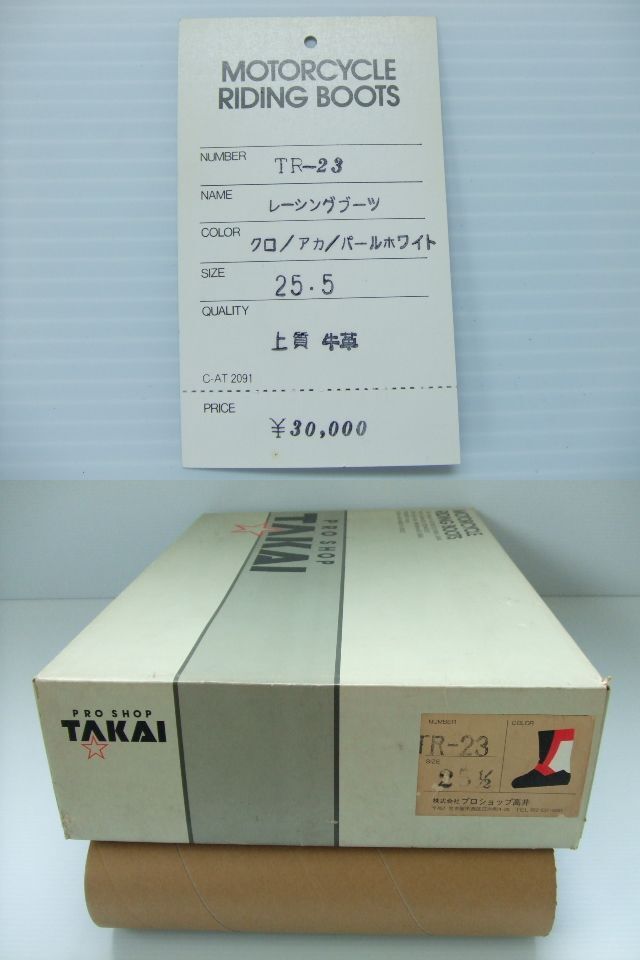 MOTORCYCLE
RIDING BOOTS
NUMBER TR-23
NAME レーシングブーツ
COLOR クロ/アカ/パールホワイト
SIZE 25.5
QUALITY
上質 牛革
C-AT 2091
PRICE
¥30,000
PRO SHOP
TAKAI
MOTORCYCLE
RIDING BOOTS
PRO SHOP
TAKAI
NUMBER
TR-23
COLOR
SIZE
25½
株式会社プロショップ高井